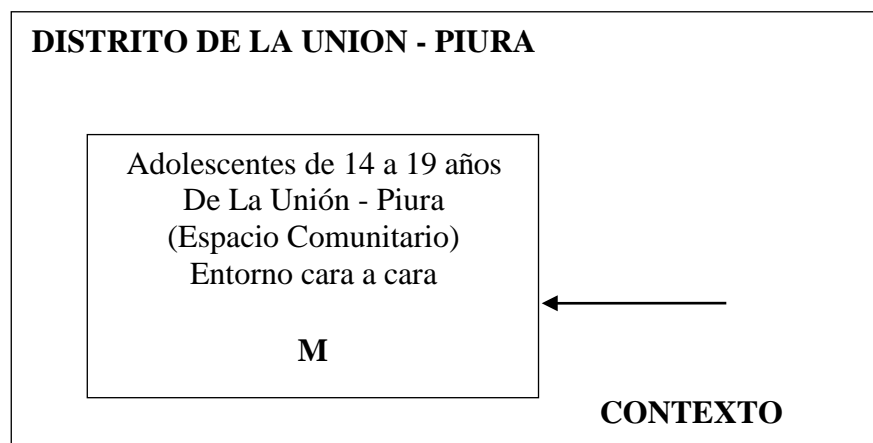 DISTRITO DE LA UNION - PIURA
Adolescentes de 14 a 19 años
De La Unión - Piura
(Espacio Comunitario)
Entorno cara a cara
M
CONTEXTO